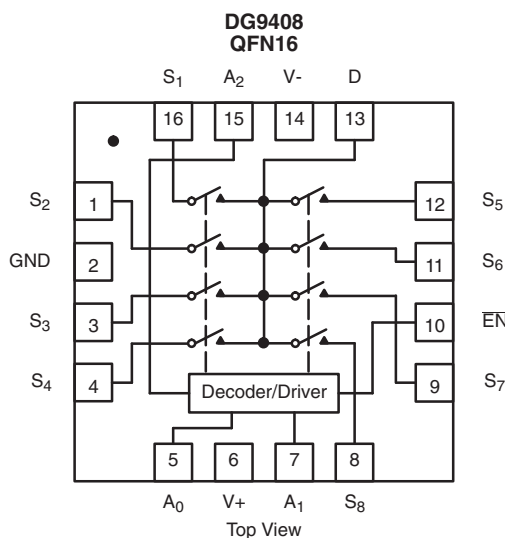 DG9408
QFN16
S1 A2 V- D
16 15 14 13
S2 1 12 S5
GND 2 11 S6
S3 3 10 E̅N̅
S4 4 9 S7
Decoder/Driver
5 6 7 8
A0 V+ A1 S8
Top View